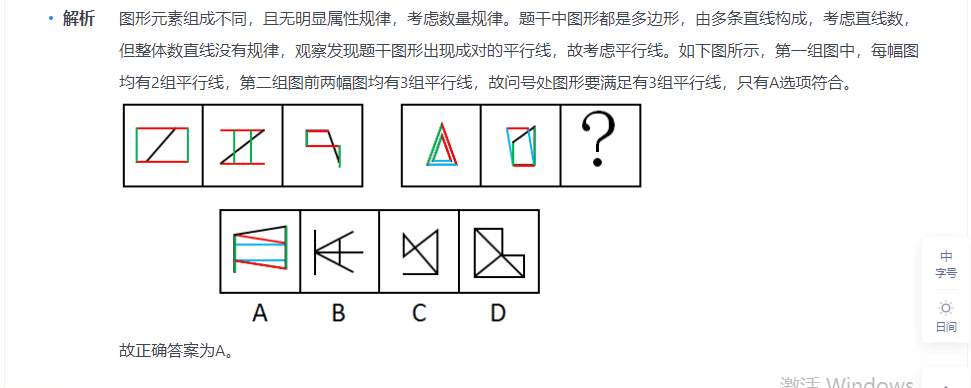 • 解析 图形元素组成不同，且无明显属性规律，考虑数量规律。题干中图形都是多边形，由多条直线构成，考虑直线数，
但整体数直线没有规律，观察发现题干图形出现成对的平行线，故考虑平行线。如下图所示，第一组图中，每幅图
均有2组平行线，第二组图前两幅图均有3组平行线，故问号处图形要满足有3组平行线，只有A选项符合。
?
中
字号
日间
A B C D
故正确答案为A。
激活 Windows